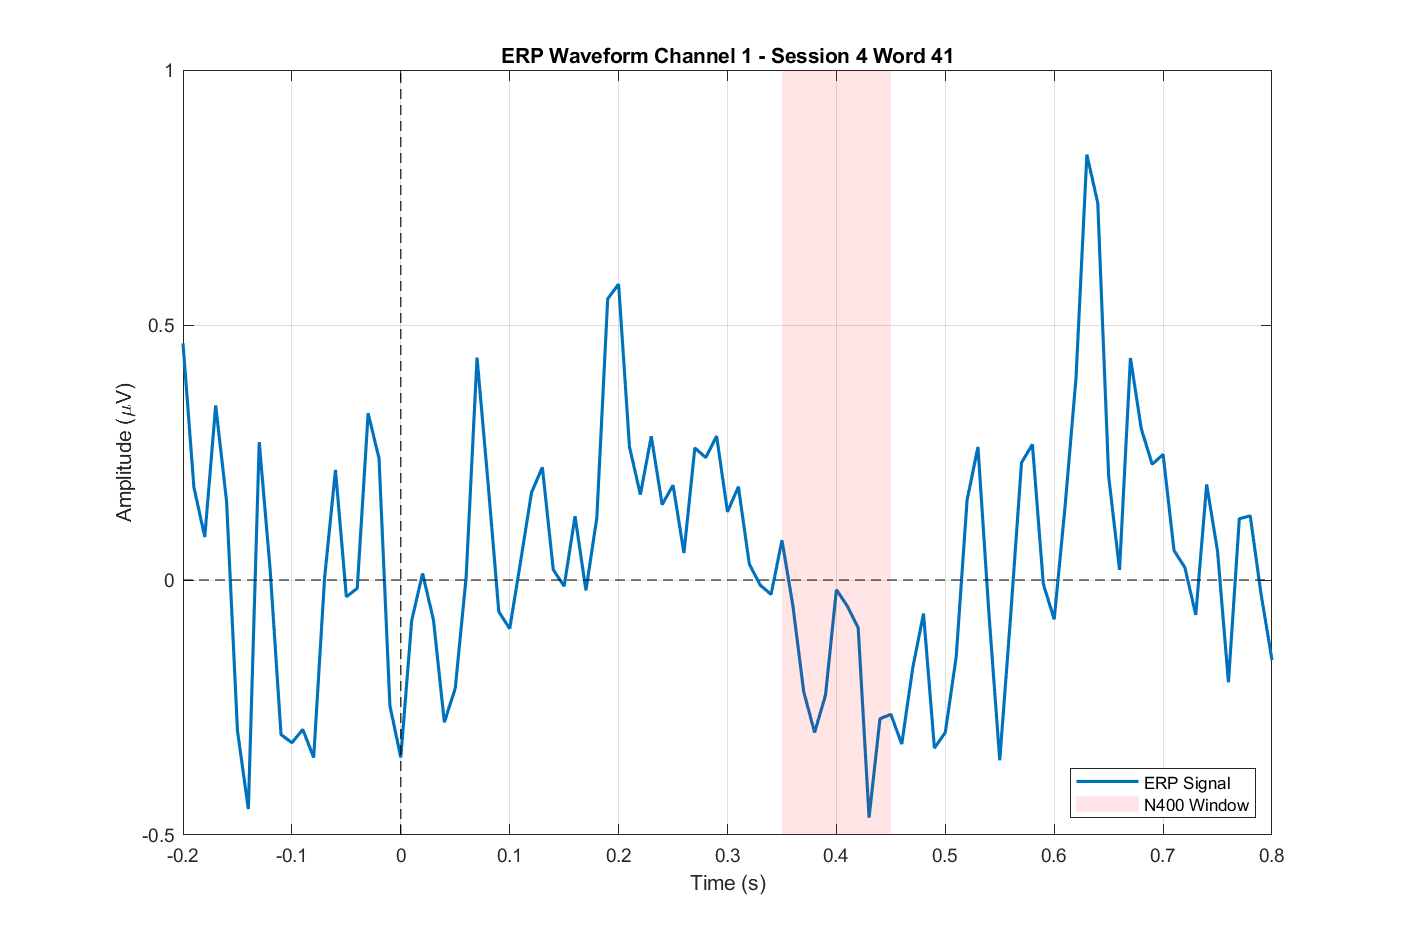 ERP Waveform Channel 1 - Session 4 Word 41
1
0.5
0
-0.5
Amplitude (μV)
-0.2 -0.1 0 0.1 0.2 0.3 0.4 0.5 0.6 0.7 0.8
Time (s)
ERP Signal
N400 Window